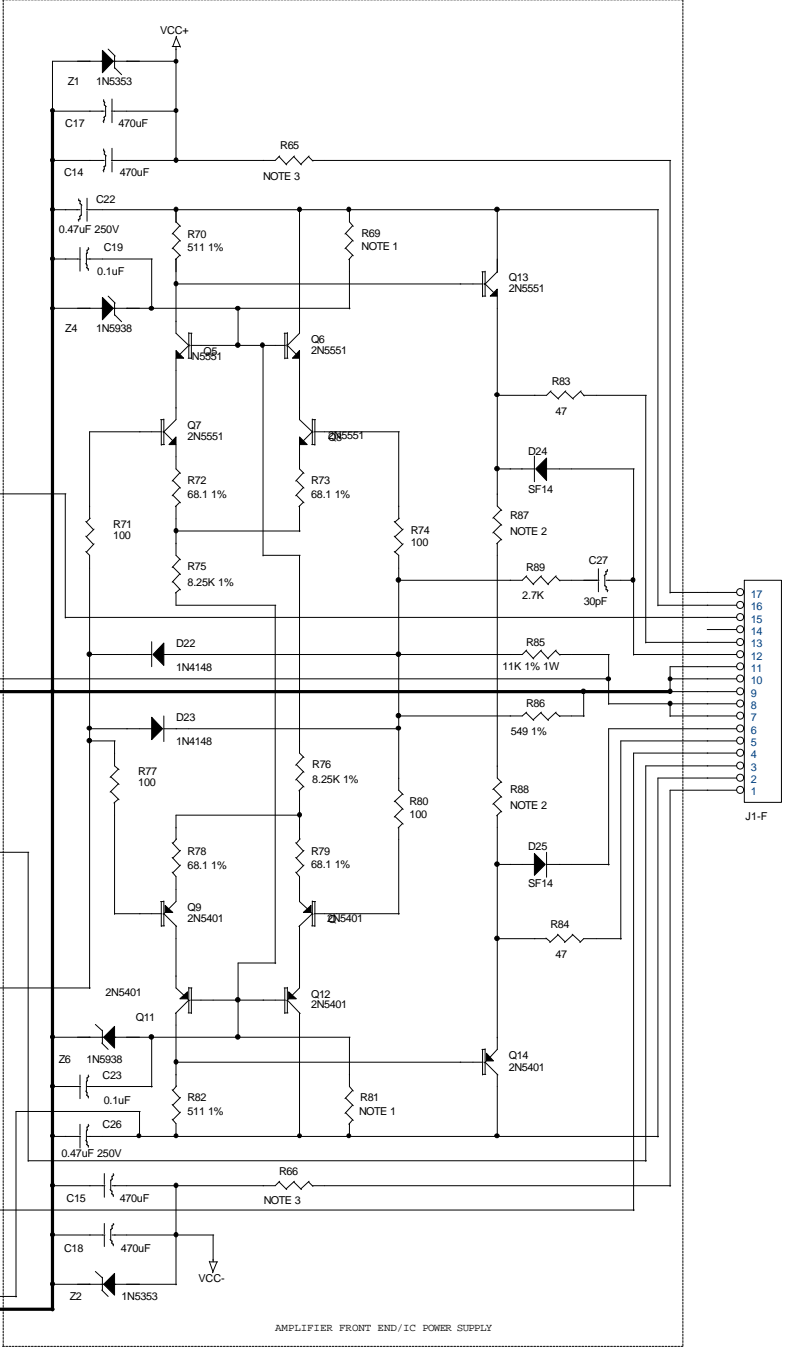 VCC+
Z1
1N5353
C17
470uF
C14
470uF
R65
NOTE 3
C22
0.47uF 250V
R70
511 1%
R69
NOTE 1
C19
0.1uF
Q13
2N5551
Z4
1N5938
Q5
Q6
2N5551
R83
47
Q7
2N5551
2N5551
D24
SF14
R72
68.1 1%
R73
68.1 1%
R71
100
R74
100
R87
NOTE 2
R75
8.25K 1%
R89
2.7K
C27
30pF
D22
1N4148
R85
11K 1% 1W
R86
549 1%
D23
1N4148
17
16
15
14
13
12
11
10
9
8
7
6
5
4
3
2
1
J1-F
R77
100
R76
8.25K 1%
R80
100
R88
NOTE 2
R78
68.1 1%
R79
68.1 1%
D25
SF14
Q9
2N5401
2N5401
R84
47
2N5401
Q11
Q12
2N5401
Z6
1N5938
Q14
2N5401
C23
0.1uF
R82
511 1%
R81
NOTE 1
C26
0.47uF 250V
C15
470uF
R66
NOTE 3
C18
470uF
VCC-
Z2
1N5353
AMPLIFIER FRONT END/IC POWER SUPPLY